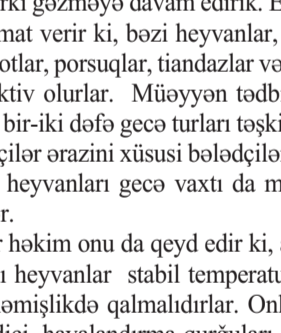 gəzməyə davam edirik.
mat verir ki, bəzi heyvanlar,
otlar, porsuqlar, tiandazlar və
ktiv olurlar. Müəyyən tədb
bir-iki dəfə gecə turları təşki
çilər ərazini xüsusi bələdçilə
heyvanları gecə vaxtı da m
r.
həkim onu da qeyd edir ki,
ı heyvanlar stabil temperatu
əmişlikdə qalmalıdırlar. Onl